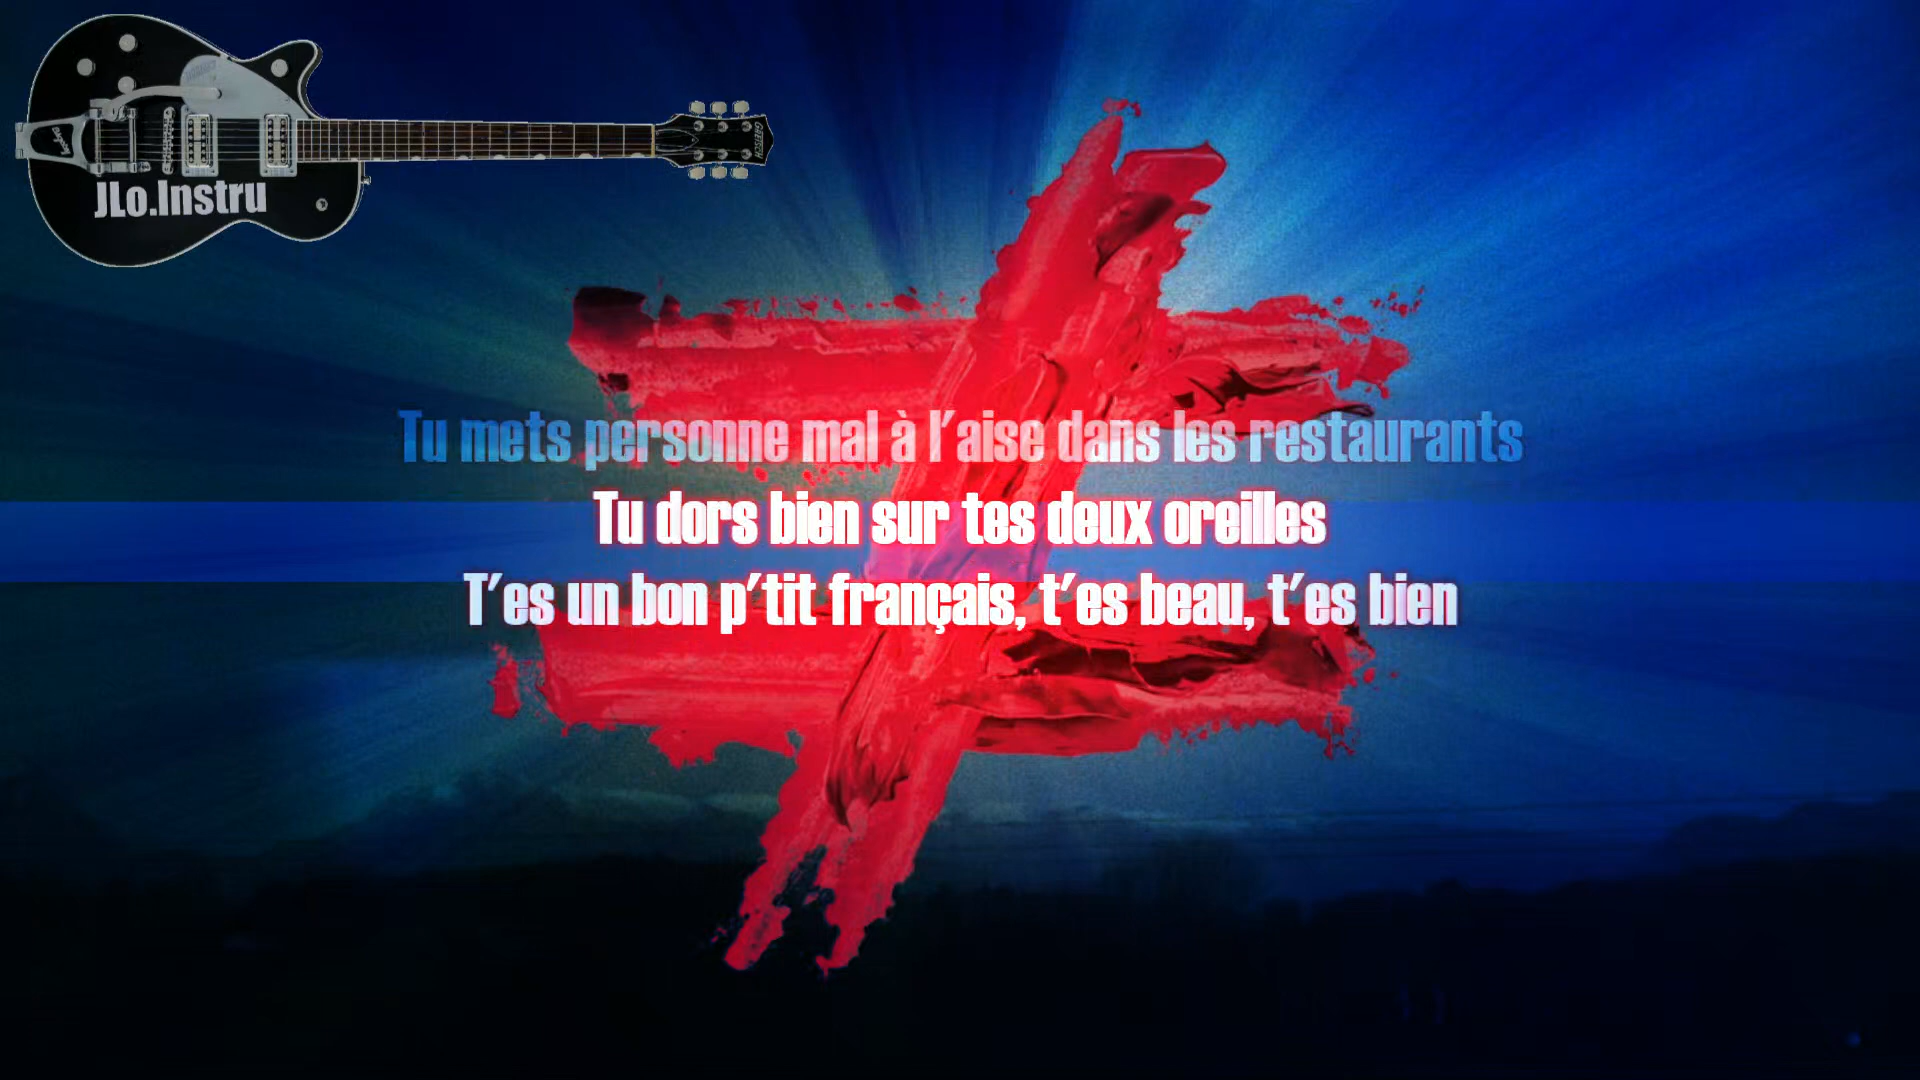 GRETSCH
JLo.Instru
Tu mets personne mal à l'aise dans les restaurants
Tu dors bien sur tes deux oreilles
T'es un bon p'tit français, t'es beau, t'es bien